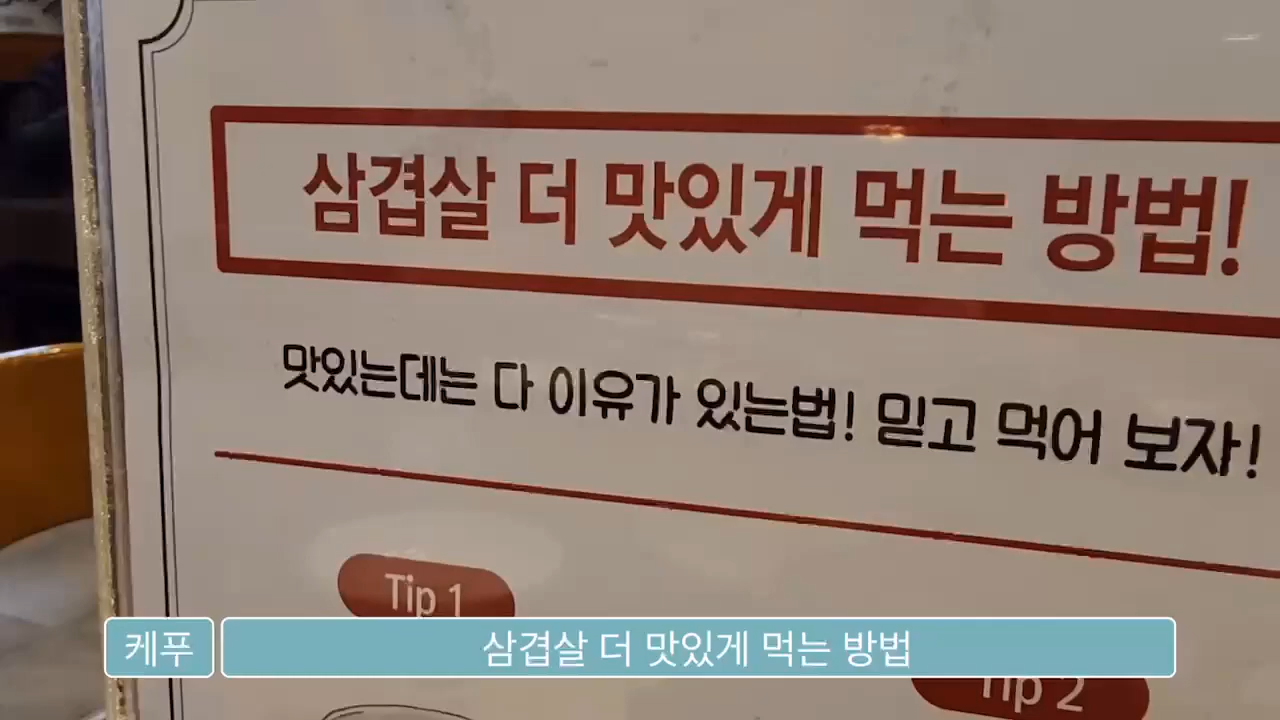 삼겹살 더 맛있게 먹는 방법!
맛있는데는 다 이유가 있는법! 믿고 먹어 보자!
Tip 1
Tip 2
케푸
삼겹살 더 맛있게 먹는 방법